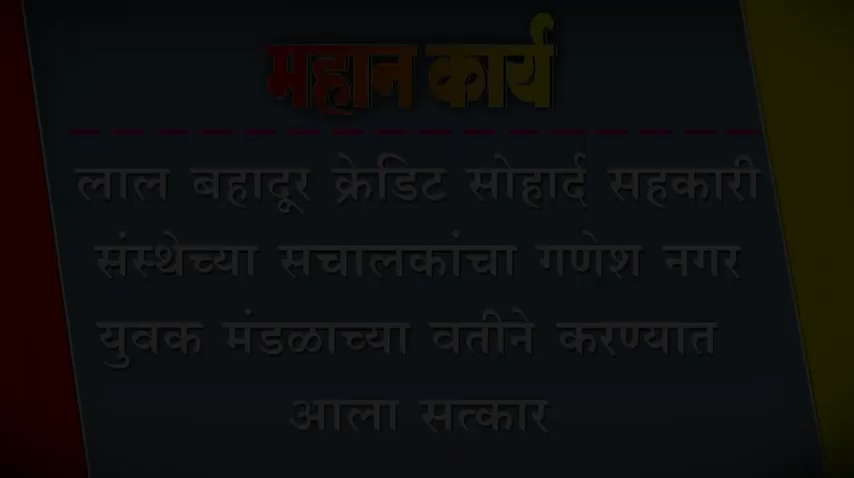 महान कार्य
लाल बहादूर क्रेडिट सोहार्द सहकारी
संस्थेच्या सचालकांचा गणेश नगर
युवक मंडळाच्या वतीने करण्यात
आला सत्कार